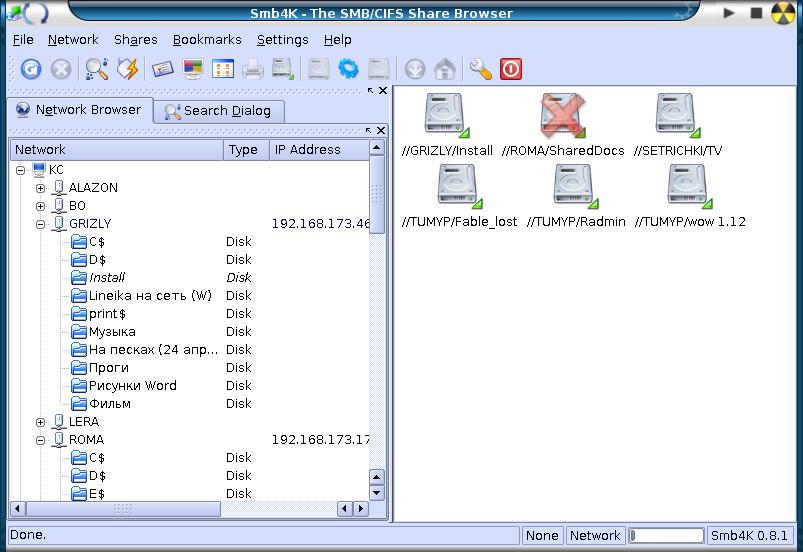 Smb4K - The SMB/CIFS Share Browser
File Network Shares Bookmarks Settings Help
Network Browser Search Dialog
Network Type IP Address
KC
ALAZON
BO
GRIZLY 192.168.173.46
C$ Disk
D$ Disk
Install Disk
Lineika на сеть (W) Disk
print$ Disk
Музыка Disk
На песках (24 апр... Disk
Проги Disk
Рисунки Word Disk
Фильм Disk
LERA
ROMA 192.168.173.17
C$ Disk
D$ Disk
E$ Disk
//GRIZLY/Install //ROMA/SharedDocs //SETRICHKI/TV
//TUMYP/Fable_lost //TUMYP/Radmin //TUMYP/wow 1.12
Done. None Network Smb4K 0.8.1